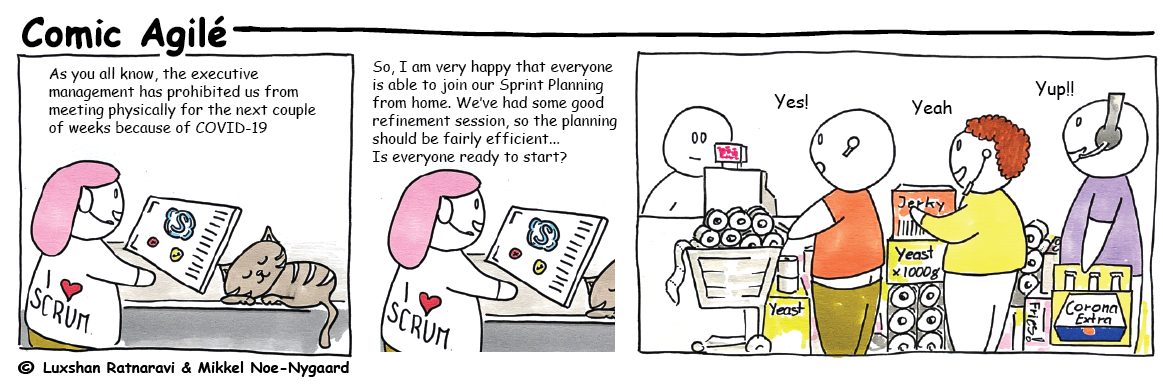 Comic Agilé
As you all know, the executive
management has prohibited us from
meeting physically for the next couple
of weeks because of COVID-19
I
SCRUM
So, I am very happy that everyone
is able to join our Sprint Planning
from home. We've had some good
refinement session, so the planning
should be fairly efficient...
Is everyone ready to start?
I
SCRUM
Yes!
Yeah
Yup!!
Jerky
Yeast
x 1000g
Yeast
Corona
Extra
© Luxshan Ratnaravi & Mikkel Noe-Nygaard